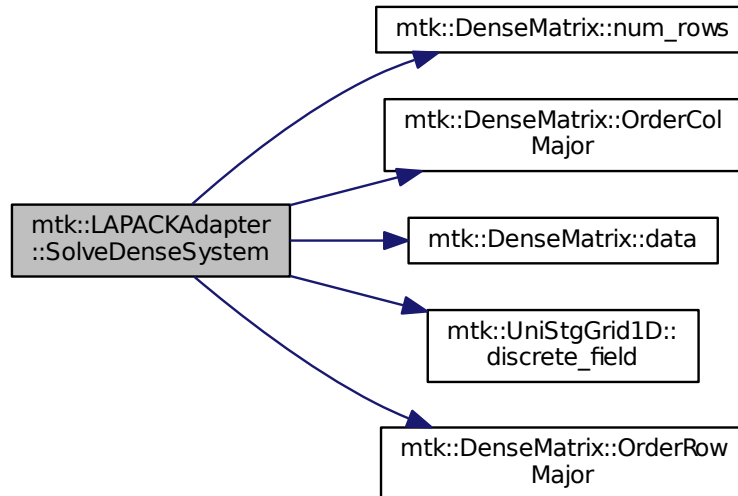 mtk::DenseMatrix::num_rows
mtk::DenseMatrix::OrderCol
Major
mtk::LAPACKAdapter
::SolveDenseSystem
mtk::DenseMatrix::data
mtk::UniStgGrid1D::
discrete_field
mtk::DenseMatrix::OrderRow
Major